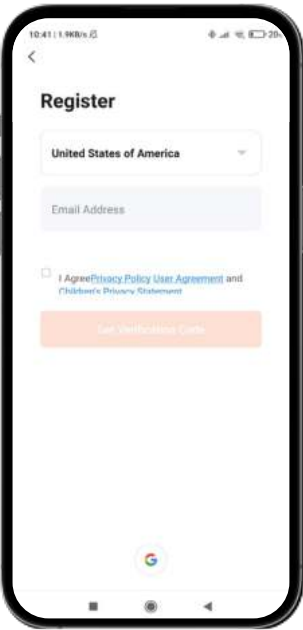 10:41 | 1.9KB/s
Register
United States of America
Email Address
I AgreePrivacy Policy User Agreement and
Children's Privacy Statement
Get Verification Code
G